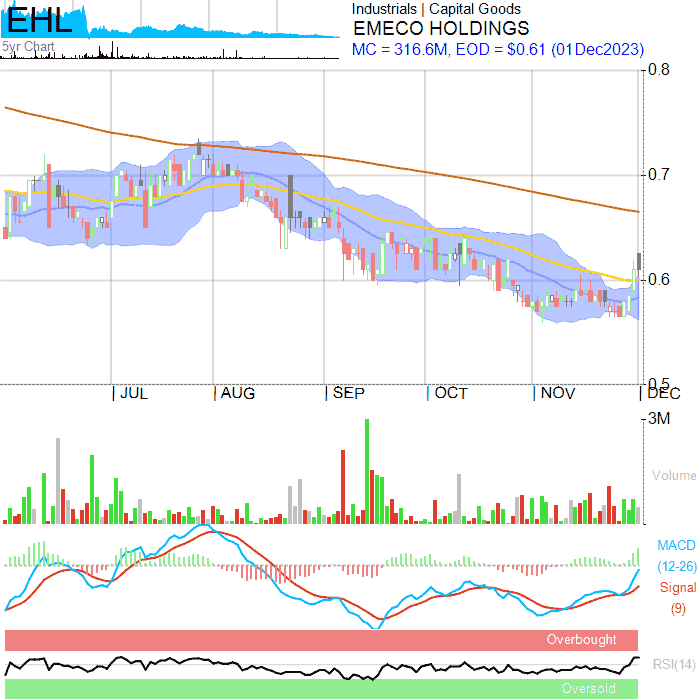 EHL
5yr Chart
Industrials | Capital Goods
EMECO HOLDINGS
MC = 316.6M, EOD = $0.61 (01Dec2023)
0.8
0.7
0.6
0.5
| JUL | AUG | SEP | OCT | NOV | DEC
3M
Volume
MACD
(12-26)
Signal
(9)
Overbought
RSI(14)
Oversold